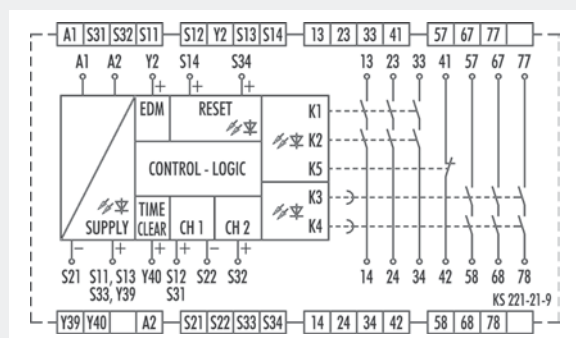 A1 S31 S32 S11 S12 Y2 S13 S14 13 23 33 41 57 67 77
A1 A2 Y2 S14 S34 13 23 33 41 57 67 77
+ + +
EDM RESET K1
K2
CONTROL - LOGIC K5
K3
SUPPLY TIME CLEAR CH 1 CH 2 K4
− + + − +
S21 S11, S13 Y40 S12 S22 S32 14 24 34 42 58 68 78
S33, Y39 S31
KS 221-21-9
Y39 Y40 A2 S21 S22 S33 S34 14 24 34 42 58 68 78